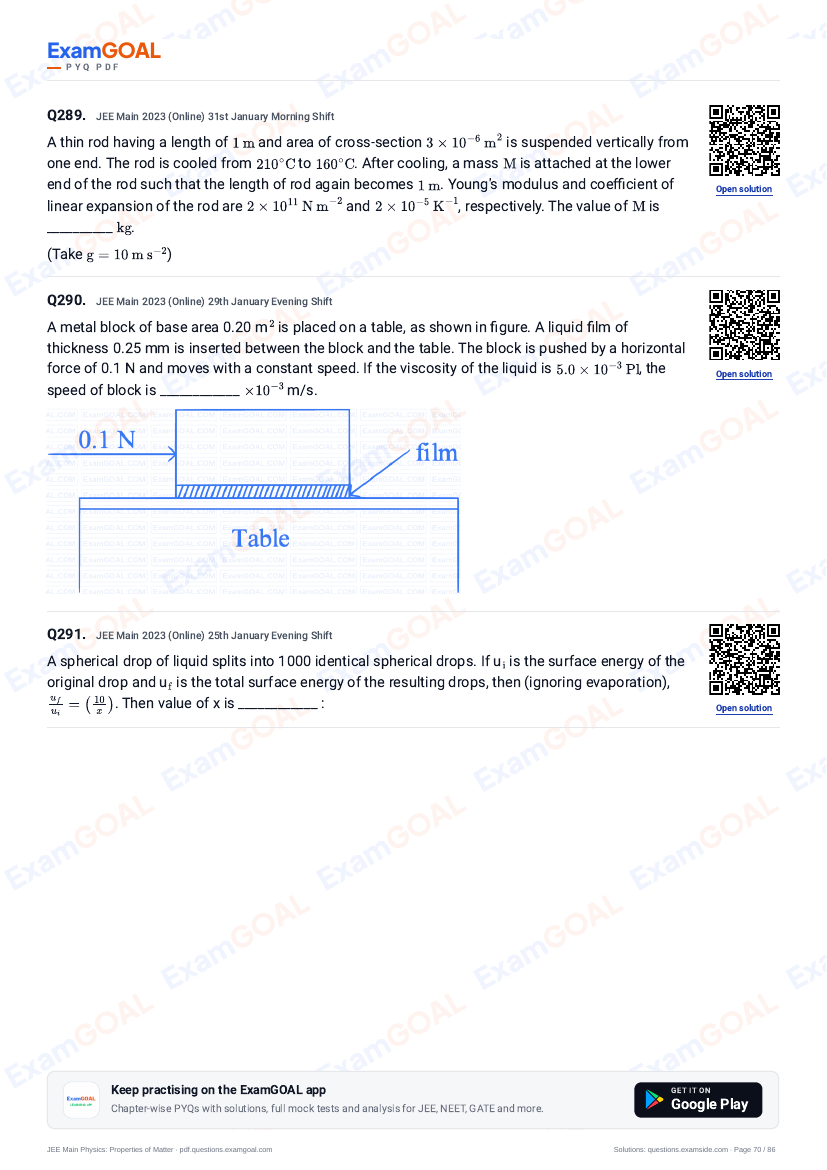 ExamGOAL
PYQ PDF
Q289. JEE Main 2023 (Online) 31st January Morning Shift
A thin rod having a length of 1 m and area of cross-section 3 × 10⁻⁶ m² is suspended vertically from
one end. The rod is cooled from 210°C to 160°C. After cooling, a mass M is attached at the lower
end of the rod such that the length of rod again becomes 1 m. Young's modulus and coefficient of
linear expansion of the rod are 2 × 10¹¹ N m⁻² and 2 × 10⁻⁵ K⁻¹, respectively. The value of M is
__________ kg.
(Take g = 10 m s⁻²)
Open solution
Q290. JEE Main 2023 (Online) 29th January Evening Shift
A metal block of base area 0.20 m² is placed on a table, as shown in figure. A liquid film of
thickness 0.25 mm is inserted between the block and the table. The block is pushed by a horizontal
force of 0.1 N and moves with a constant speed. If the viscosity of the liquid is 5.0 × 10⁻³ Pl, the
speed of block is ____________ ×10⁻³ m/s.
Open solution
0.1 N
film
Table
Q291. JEE Main 2023 (Online) 25th January Evening Shift
A spherical drop of liquid splits into 1000 identical spherical drops. If uᵢ is the surface energy of the
original drop and u_f is the total surface energy of the resulting drops, then (ignoring evaporation),
u_f/uᵢ = (10/x). Then value of x is ____________ :
Open solution
Keep practising on the ExamGOAL app
Chapter-wise PYQs with solutions, full mock tests and analysis for JEE, NEET, GATE and more.
GET IT ON
Google Play
JEE Main Physics: Properties of Matter · pdf.questions.examgoal.com
Solutions: questions.examside.com · Page 70 / 86